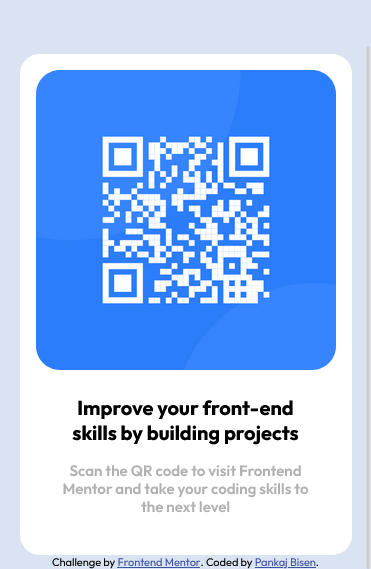 Improve your front-end
skills by building projects
Scan the QR code to visit Frontend
Mentor and take your coding skills to
the next level
Challenge by Frontend Mentor. Coded by Pankaj Bisen.